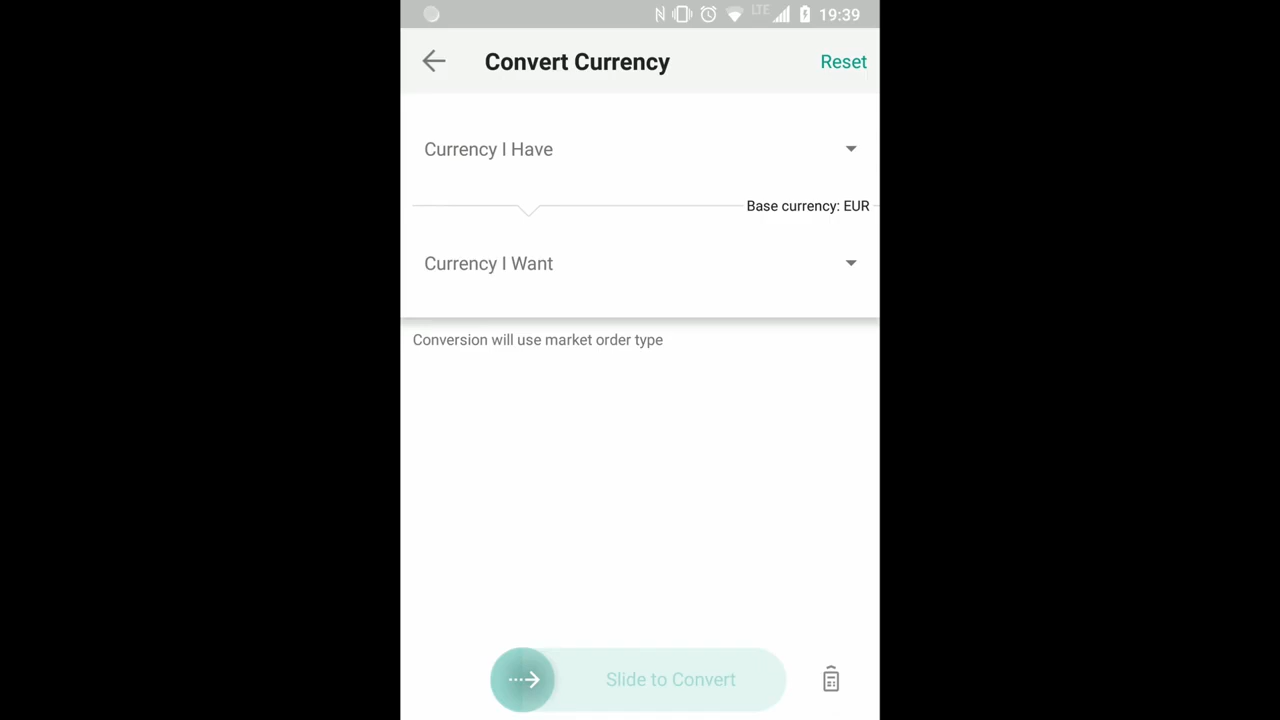 LTE 19:39
Convert Currency Reset
Currency I Have
Base currency: EUR
Currency I Want
Conversion will use market order type
Slide to Convert